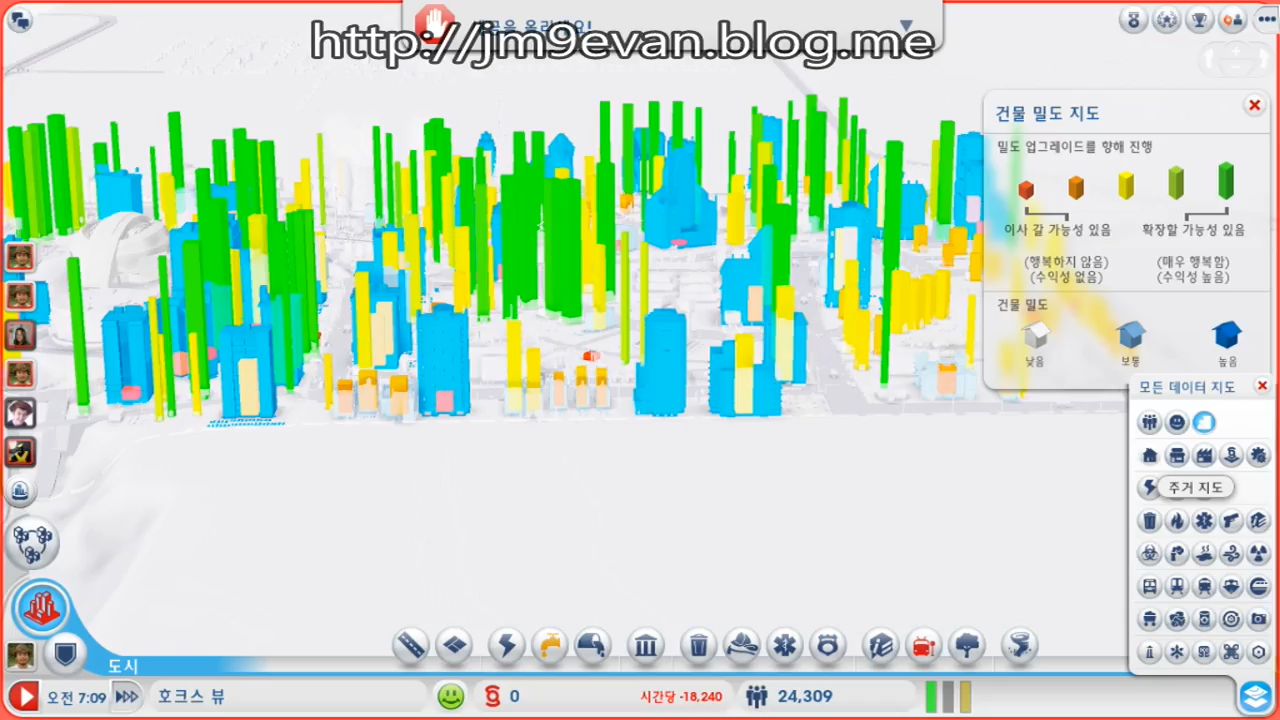 http://jm9evan.blog.me
건물 밀도 지도
밀도 업그레이드를 향해 진행
이사 갈 가능성 있음
확장할 가능성 있음
(행복하지 않음)
(수익성 없음)
(매우 행복함)
(수익성 높음)
건물 밀도
낮음
보통
높음
모든 데이터 지도
주거 지도
도시
오전 7:09
호크스 뷰
0
시간당 -18,240
24,309